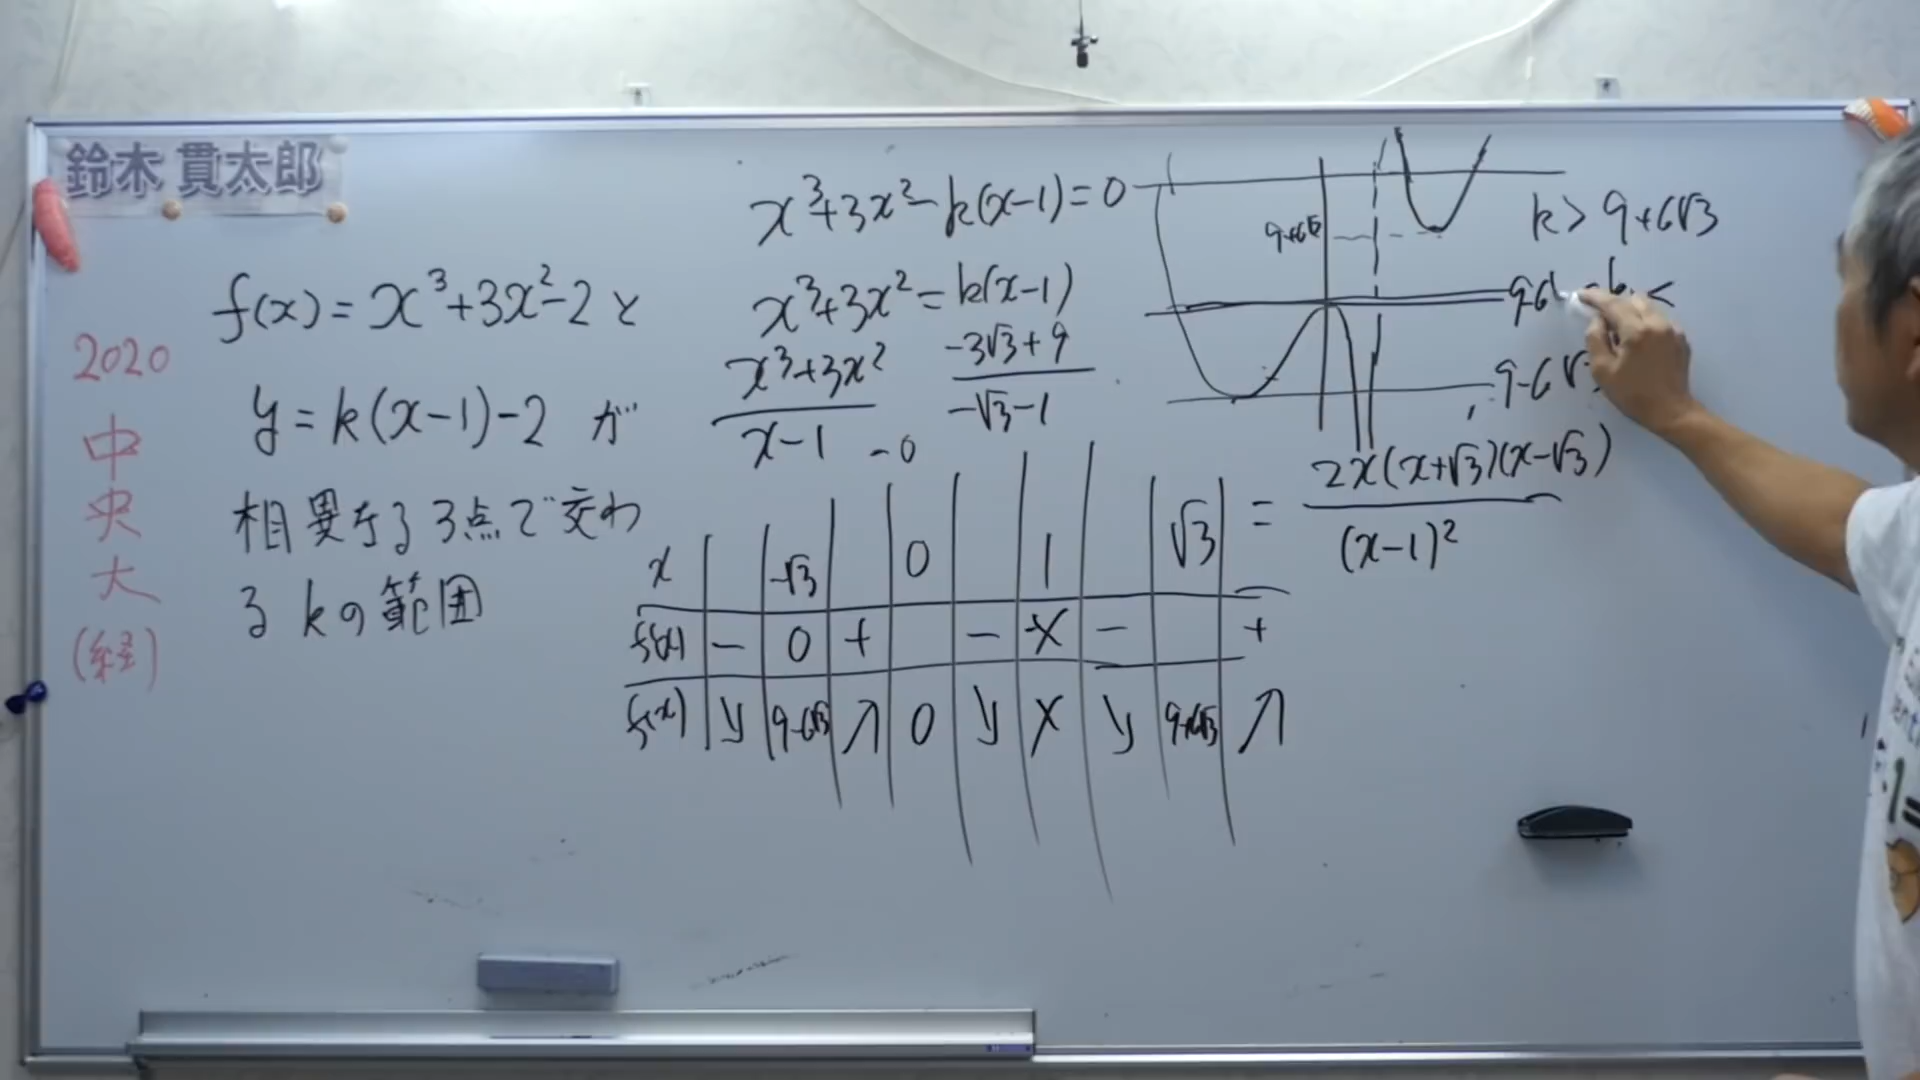 鈴木 貫太郎
2020
中
央
大
(経)
f(x) = x³+3x²-2 と
y = k(x-1)-2 が
相異なる3点で交わ
る kの範囲
x³+3x²-k(x-1)=0
x³+3x²=k(x-1)
x³+3x²
x-1
-3√3+9
-√3-1
-0
x -√3 0 1 √3
f'(x) - 0 + - X - +
f(x) ↘ 9-6√3 ↗ 0 ↘ X ↘ 9+6√3 ↗
9+6√3
k > 9+6√3
9-6√3
= 2x(x+√3)(x-√3)
(x-1)²